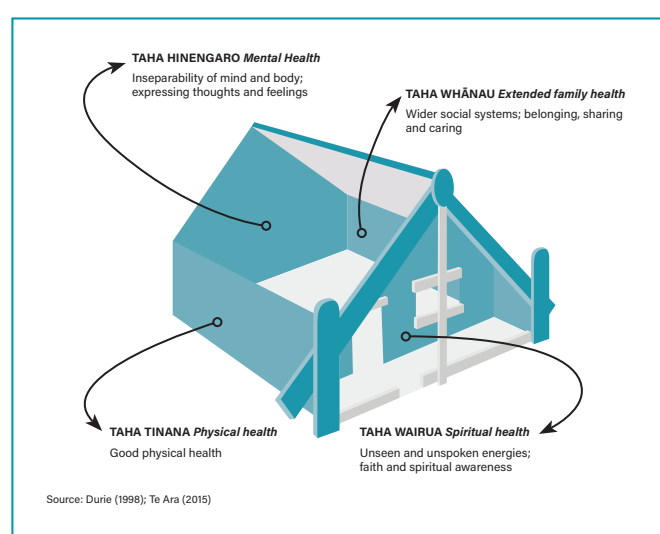 TAHA HINENGARO Mental Health
Inseparability of mind and body;
expressing thoughts and feelings
TAHA WHĀNAU Extended family health
Wider social systems; belonging, sharing
and caring
TAHA TINANA Physical health
Good physical health
TAHA WAIRUA Spiritual health
Unseen and unspoken energies;
faith and spiritual awareness
Source: Durie (1998); Te Ara (2015)